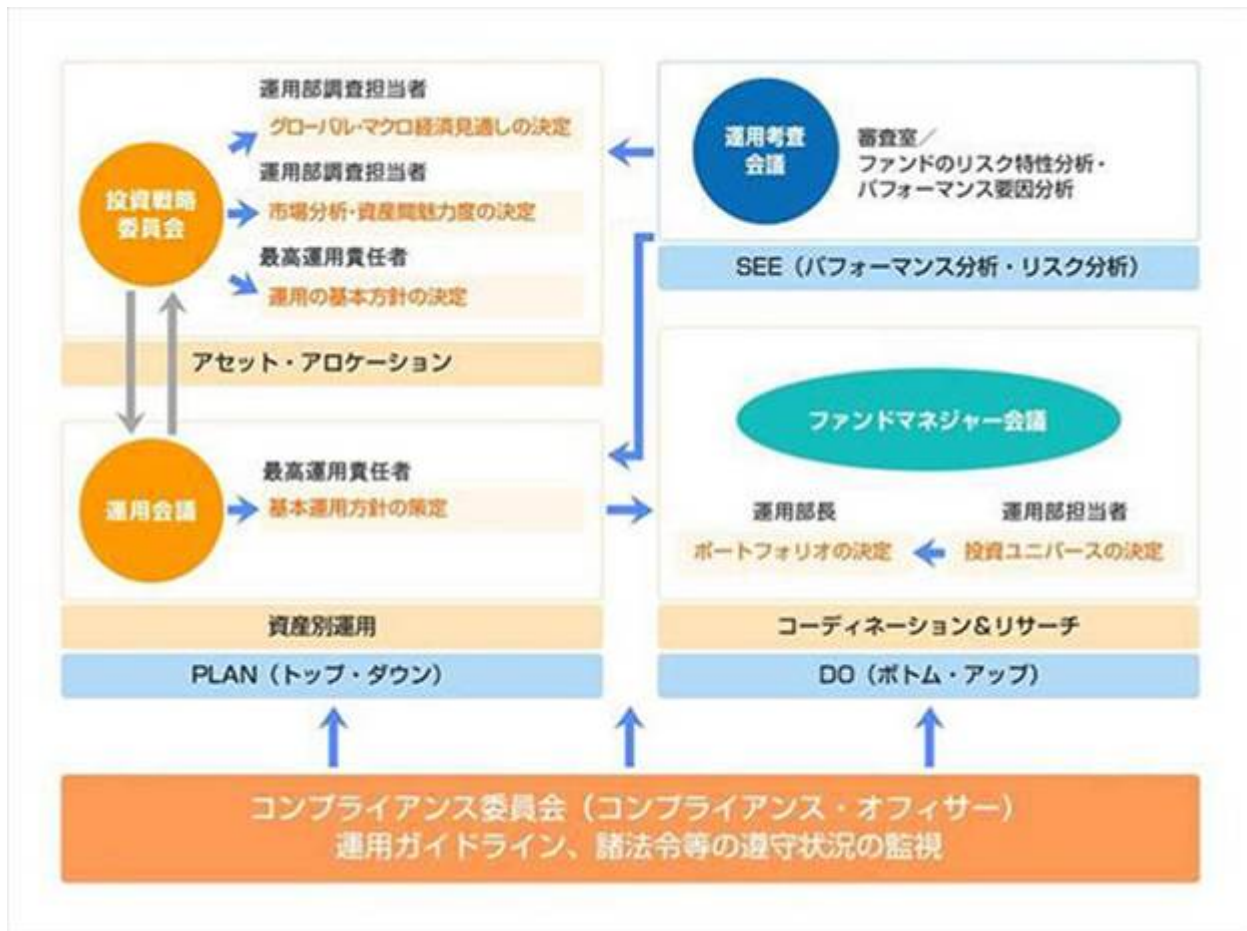 運用部調査担当者
グローバル・マクロ経済見通しの決定
投資戦略
委員会
運用部調査担当者
市場分析・資産間魅力度の決定
最高運用責任者
運用の基本方針の決定
アセット・アロケーション
運用会議
最高運用責任者
基本運用方針の策定
資産別運用
PLAN（トップ・ダウン）
運用考査
会議
審査室／
ファンドのリスク特性分析・
パフォーマンス要因分析
SEE（パフォーマンス分析・リスク分析）
ファンドマネジャー会議
運用部長
ポートフォリオの決定
運用部担当者
投資ユニバースの決定
コーディネーション＆リサーチ
DO（ボトム・アップ）
コンプライアンス委員会（コンプライアンス・オフィサー）
運用ガイドライン、諸法令等の遵守状況の監視